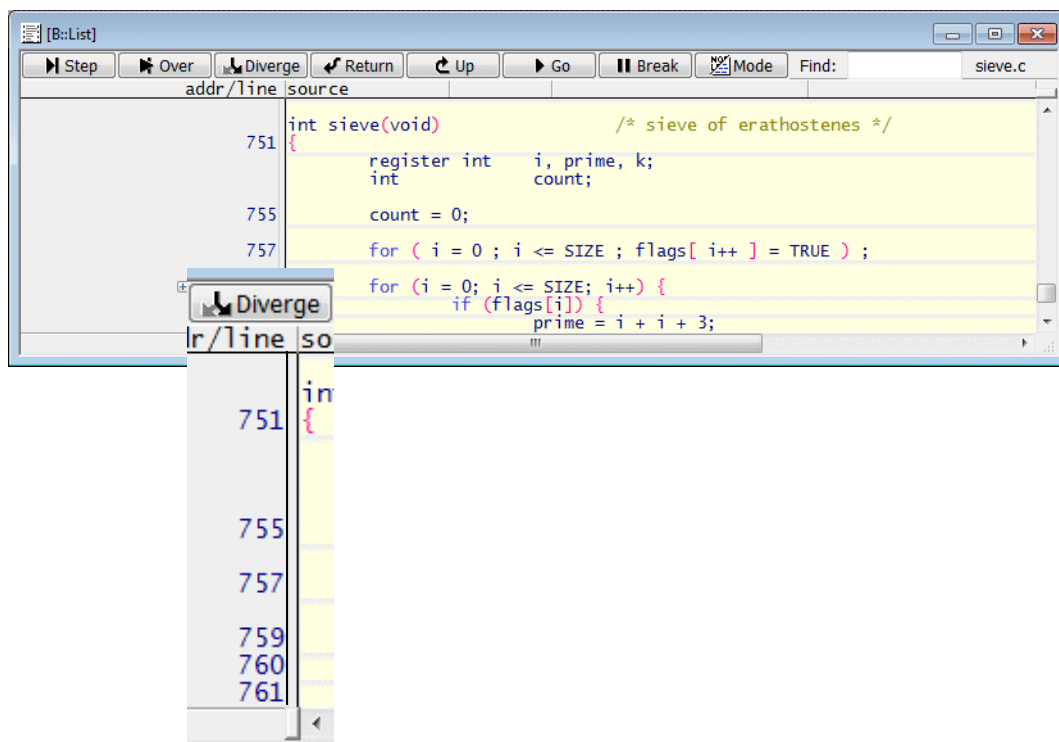 [B::List]
Step Over Diverge Return Up Go Break Mode Find: sieve.c
addr/line source
int sieve(void) /* sieve of erathostenes */
751 {
register int i, prime, k;
int count;
755 count = 0;
757 for ( i = 0 ; i <= SIZE ; flags[ i++ ] = TRUE ) ;
for (i = 0; i <= SIZE; i++) {
if (flags[i]) {
prime = i + i + 3;
Diverge
r/line so
in
751 {
755
757
759
760
761